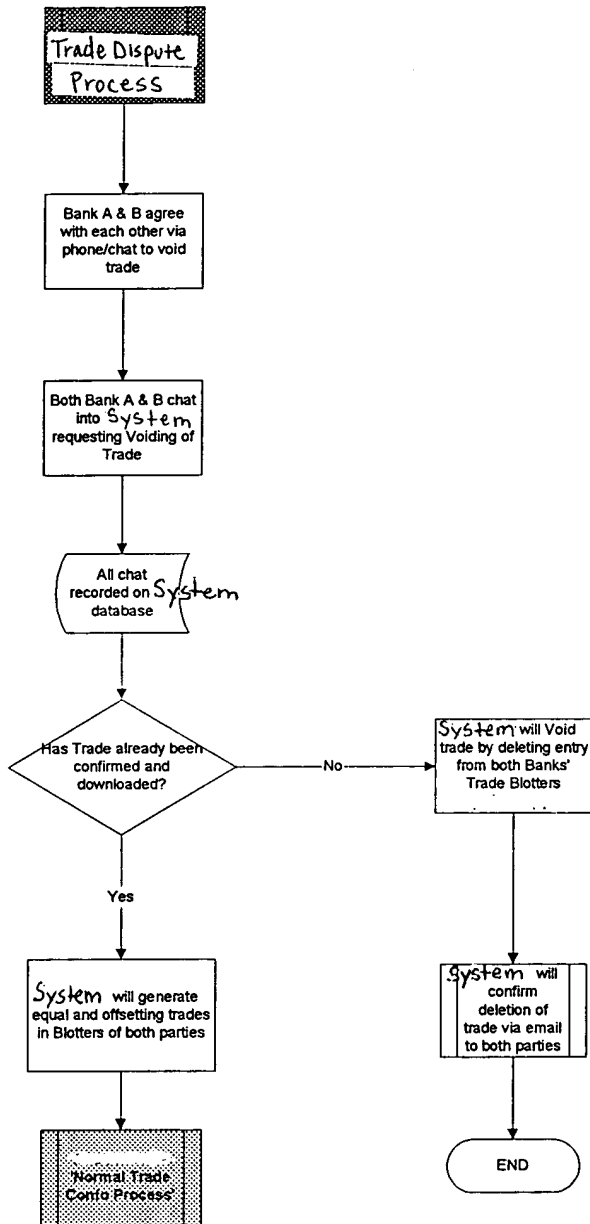 Trade Dispute
Process
Bank A & B agree
with each other via
phone/chat to void
trade
Both Bank A & B chat
into System
requesting Voiding of
Trade
All chat
recorded on System
database
Has Trade already been
confirmed and
downloaded?
No
System will Void
trade by deleting entry
from both Banks'
Trade Blotters
Yes
System will generate
equal and offsetting trades
in Blotters of both parties
System will
confirm
deletion of
trade via email
to both parties
'Normal Trade
Confo Process'
END